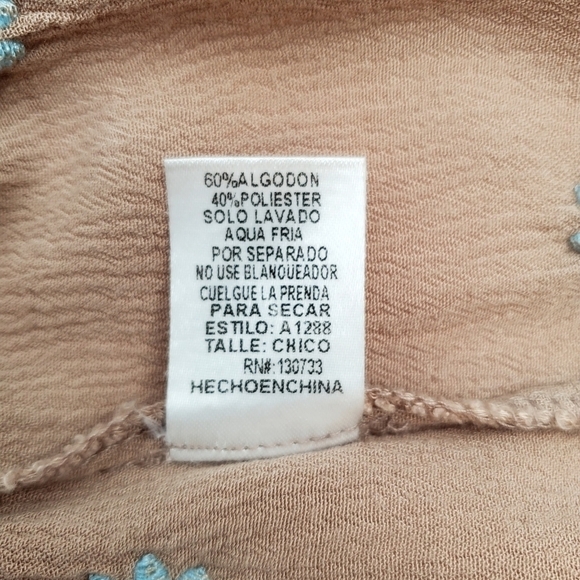 60%ALGODON
40%POLIESTER
SOLO LAVADO
AQUA FRIA
POR SEPARADO
NO USE BLANQUEADOR
CUELGUE LA PRENDA
PARA SECAR
ESTILO: A1288
TALLE: CHICO
RN#:130733
HECHOENCHINA